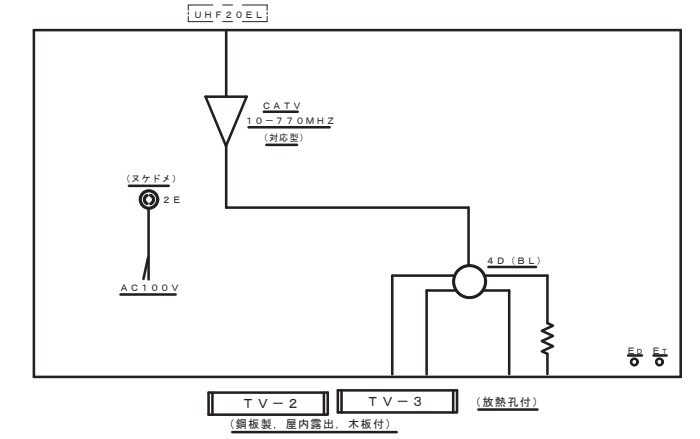 UHF20EL
CATV
10-770MHZ
(対応型)
(ヌケドメ)
2E
AC100V
4D(BL)
ED ET
TV-2 TV-3 (放熱孔付)
(鋼板製, 屋内露出, 木板付)